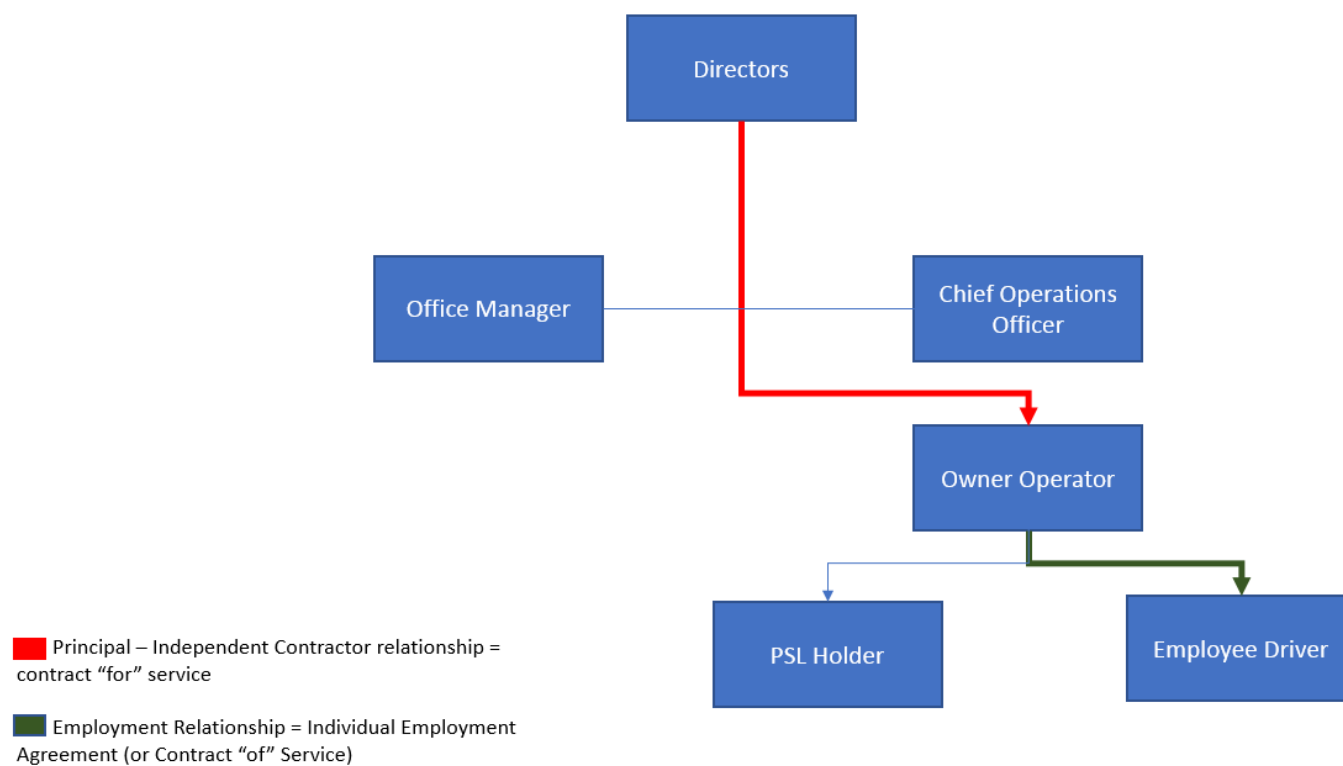 Directors
Office Manager
Chief Operations
Officer
Owner Operator
PSL Holder
Employee Driver
Principal – Independent Contractor relationship =
contract “for” service
Employment Relationship = Individual Employment
Agreement (or Contract “of” Service)